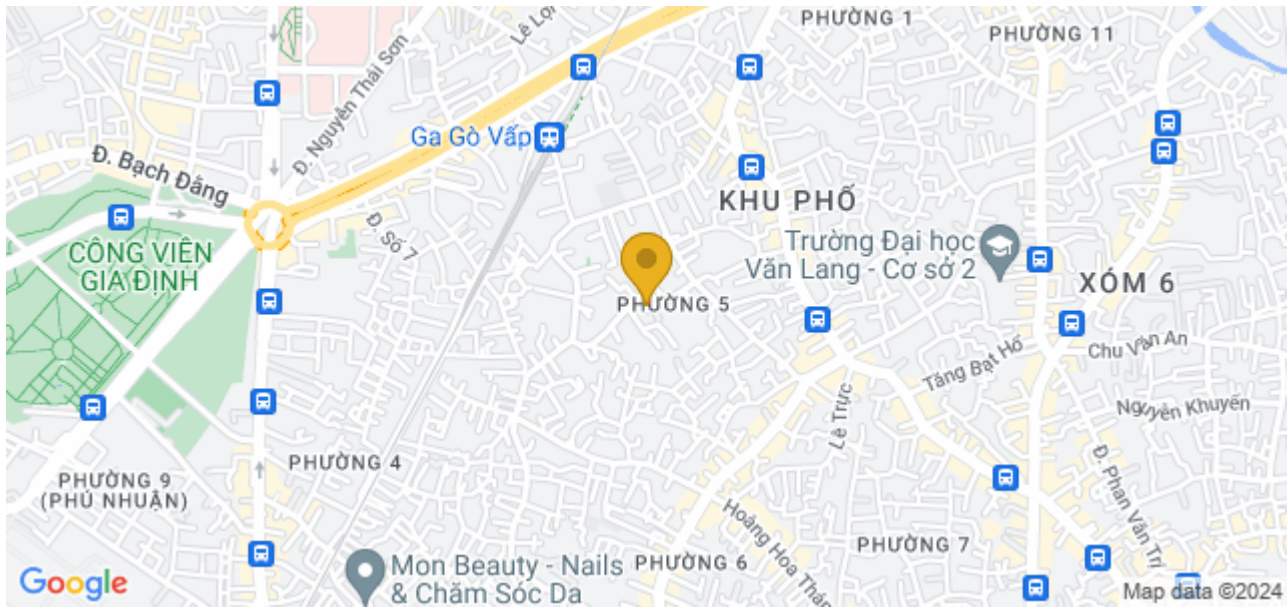 PHƯỜNG 1
Lê Lợi
PHƯỜNG 11
Đ. Nguyễn Thái Sơn
Ga Gò Vấp
Đ. Bạch Đằng
KHU PHỐ
Đ. Số 7
CÔNG VIÊN
GIA ĐỊNH
Trường Đại học
Văn Lang - Cơ sở 2
XÓM 6
PHƯỜNG 5
Chu Văn An
Tăng Bạt Hổ
Nguyễn Khuyến
Lê Trực
PHƯỜNG 4
PHƯỜNG 9
(PHÚ NHUẬN)
Đ. Phan Văn Trị
Hoàng Hoa Thám
PHƯỜNG 7
PHƯỜNG 6
Mon Beauty - Nails
& Chăm Sóc Da
Google
Map data ©2024